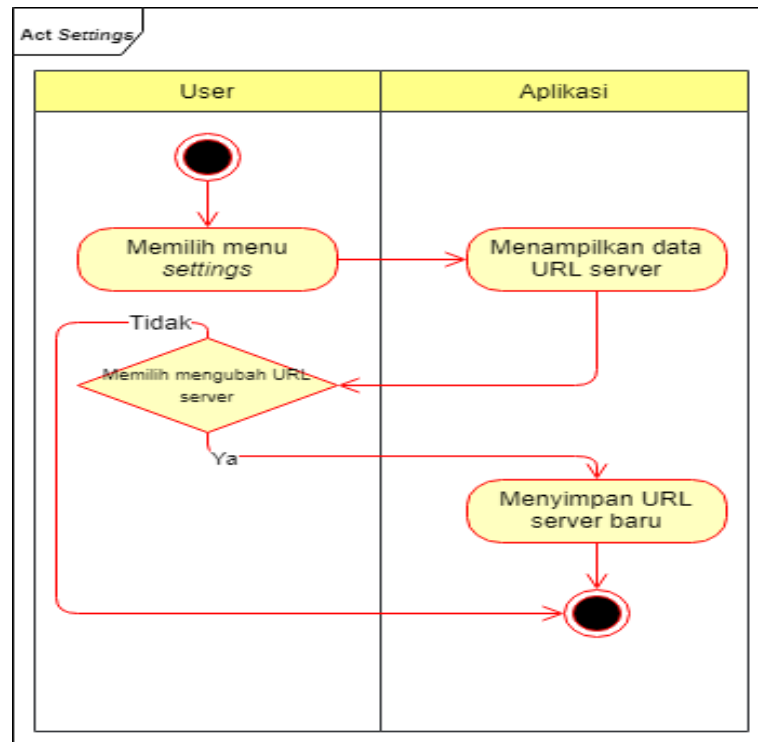 Act Settings
User
Aplikasi
Memilih menu
settings
Menampilkan data
URL server
Tidak
Memilih mengubah URL
server
Ya
Menyimpan URL
server baru